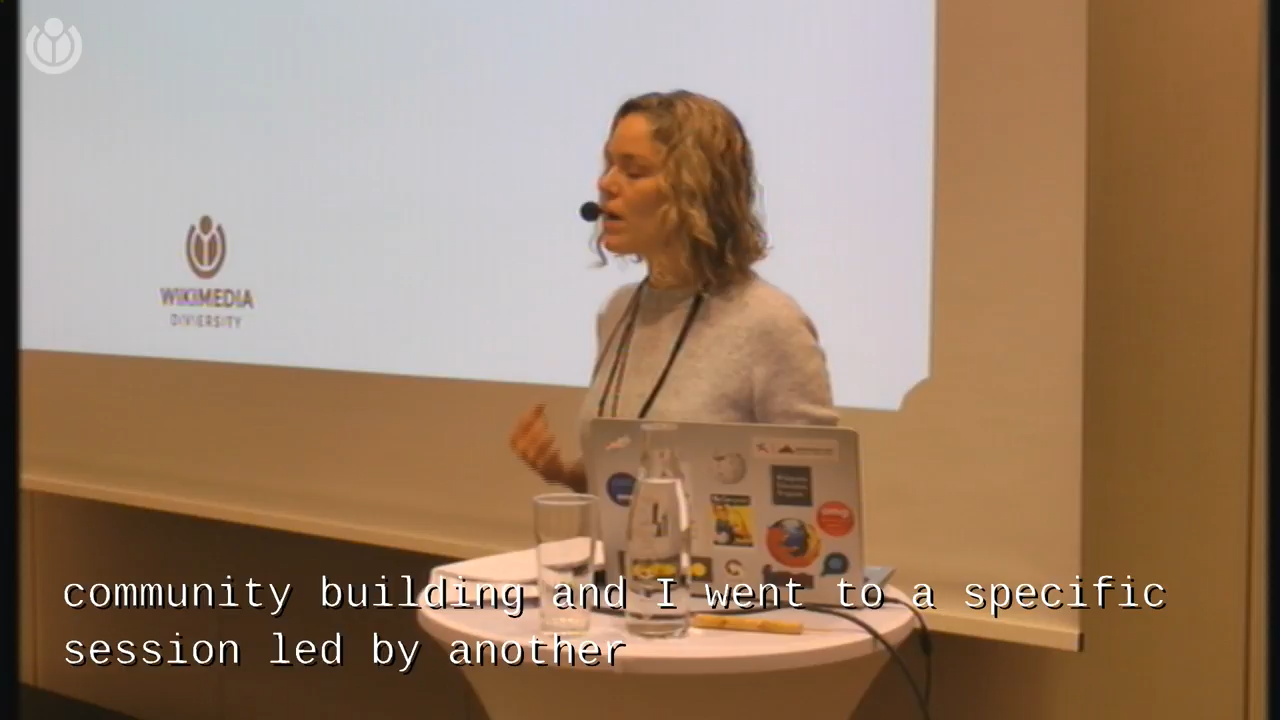 WIKIMEDIA
DIVERSITY
community building and I went to a specific
session led by another